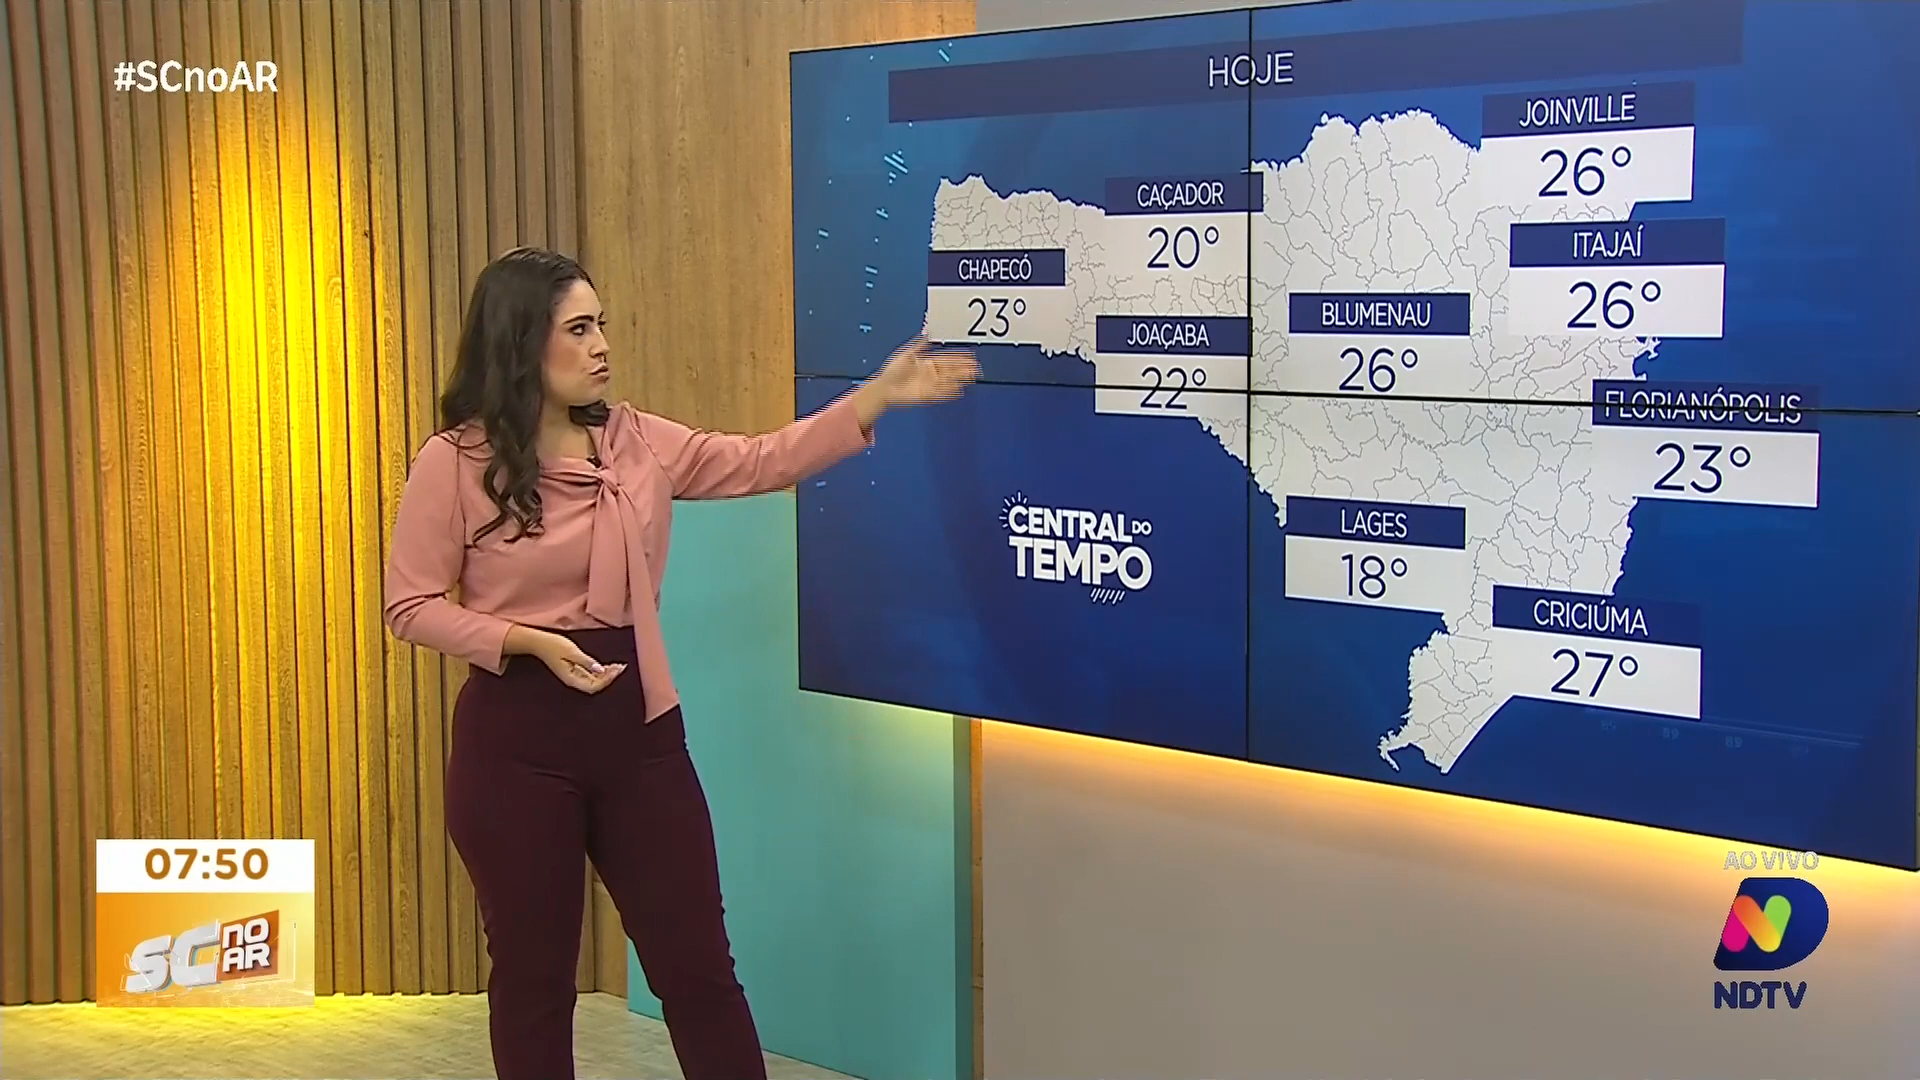 #SCnoAR
HOJE
JOINVILLE
26°
CAÇADOR
20°
ITAJAÍ
26°
CHAPECÓ
23°
BLUMENAU
26°
JOAÇABA
22°
FLORIANÓPOLIS
23°
LAGES
18°
CENTRAL DO
TEMPO
CRICIÚMA
27°
07:50
SC NO
AR
AO VIVO
NDTV